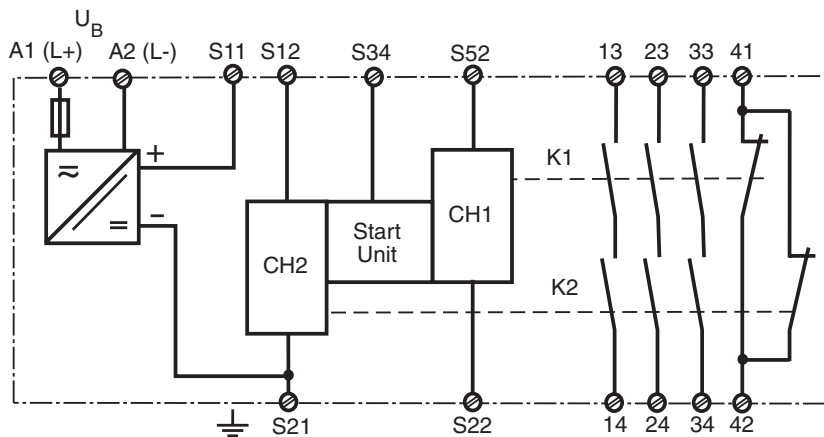 U_B
A1 (L+) A2 (L-) S11 S12 S34 S52 13 23 33 41
+
K1
≂
-
CH1
=
CH2
Start
Unit
K2
S21 S22 14 24 34 42